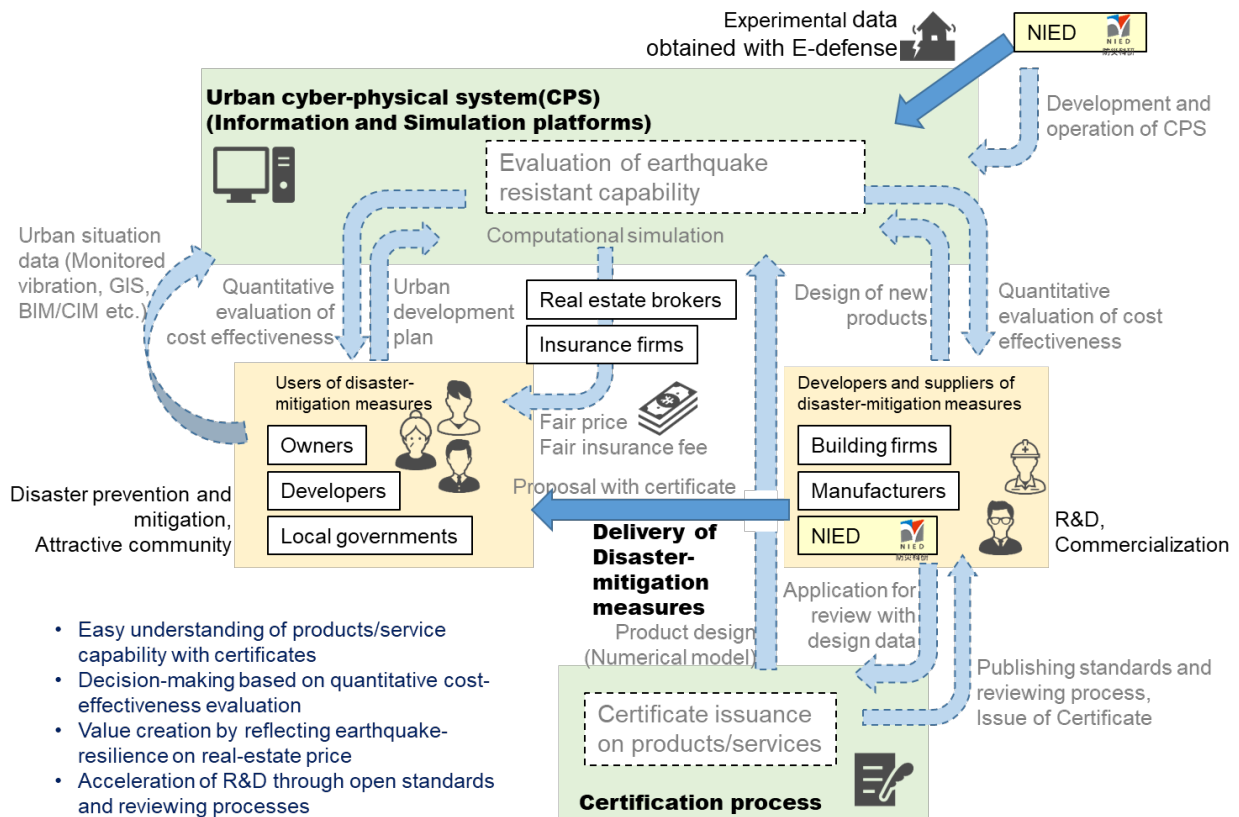 Experimental data
obtained with E-defense
NIED
NIED
防災科研
Development and
operation of CPS
Urban cyber-physical system(CPS)
(Information and Simulation platforms)
Evaluation of earthquake
resistant capability
Computational simulation
Urban situation
data (Monitored
vibration, GIS,
BIM/CIM etc.)
Quantitative
evaluation of
cost effectiveness
Urban
development
plan
Real estate brokers
Insurance firms
Design of new
products
Quantitative
evaluation of cost
effectiveness
Users of disaster-
mitigation measures
Owners
Developers
Local governments
Disaster prevention and
mitigation,
Attractive community
Fair price
Fair insurance fee
Proposal with certificate
Delivery of
Disaster-
mitigation
measures
Developers and suppliers of
disaster-mitigation measures
Building firms
Manufacturers
NIED
NIED
防災科研
R&D,
Commercialization
Application for
review with
design data
Product design
(Numerical model)
Publishing standards and
reviewing process,
Issue of Certificate
Certificate issuance
on products/services
Certification process
• Easy understanding of products/service
capability with certificates
• Decision-making based on quantitative cost-
effectiveness evaluation
• Value creation by reflecting earthquake-
resilience on real-estate price
• Acceleration of R&D through open standards
and reviewing processes